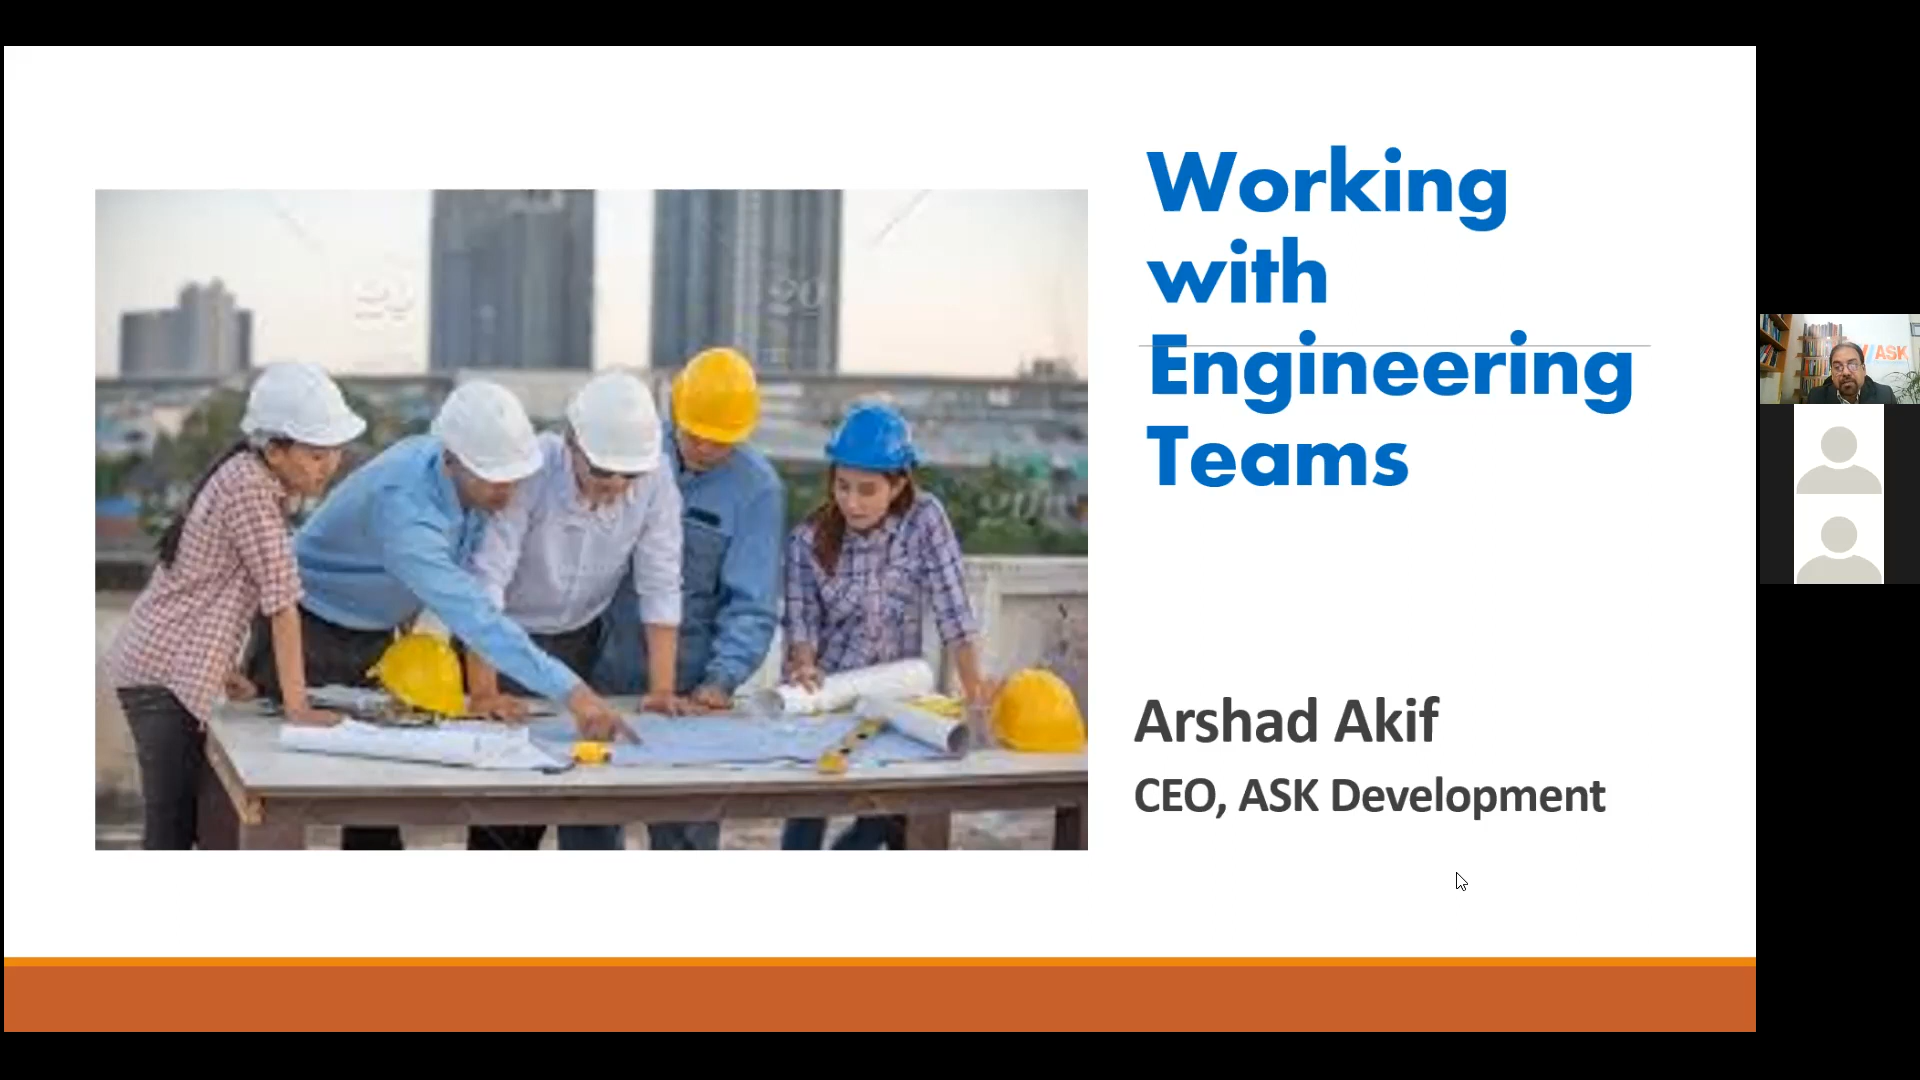 Working
with
Engineering
Teams
Arshad Akif
CEO, ASK Development
ASK